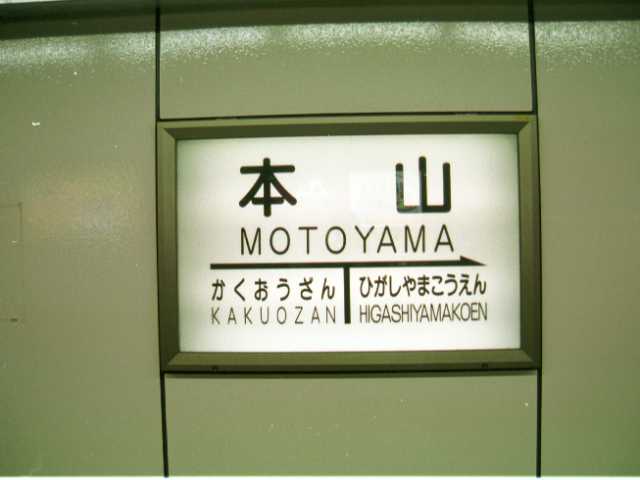 本山
MOTOYAMA
かくおうざん ひがしやまこうえん
KAKUOZAN HIGASHIYAMAKOEN